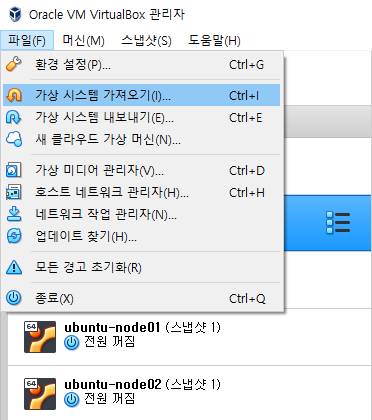 Oracle VM VirtualBox 관리자
파일(F) 머신(M) 스냅샷(S) 도움말(H)
환경 설정(P)... Ctrl+G
가상 시스템 가져오기(I)... Ctrl+I
가상 시스템 내보내기(E)... Ctrl+E
새 클라우드 가상 머신(N)...
가상 미디어 관리자(V)... Ctrl+D
호스트 네트워크 관리자(H)... Ctrl+H
네트워크 작업 관리자(N)...
업데이트 찾기(H)...
모든 경고 초기화(R)
종료(X) Ctrl+Q
64 ubuntu-node01 (스냅샷 1)
전원 꺼짐
64 ubuntu-node02 (스냅샷 1)
전원 꺼짐